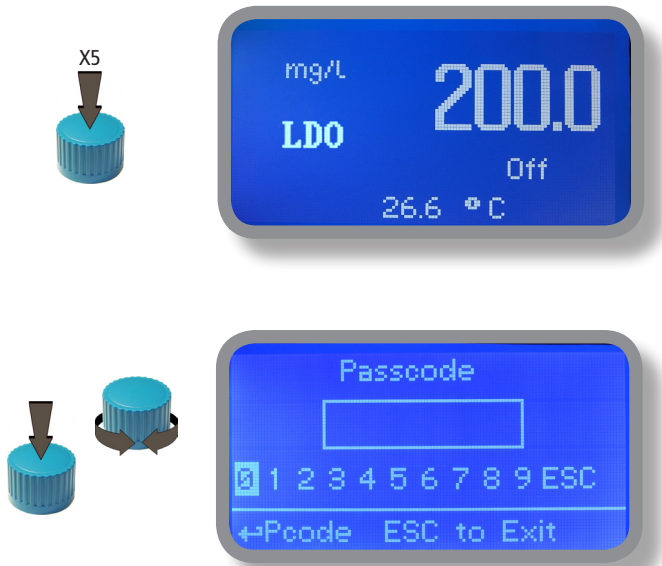 X5
mg/l
200.0
LDO
Off
26.6 °C
Passcode
0 1 2 3 4 5 6 7 8 9 ESC
↵Pcode ESC to Exit